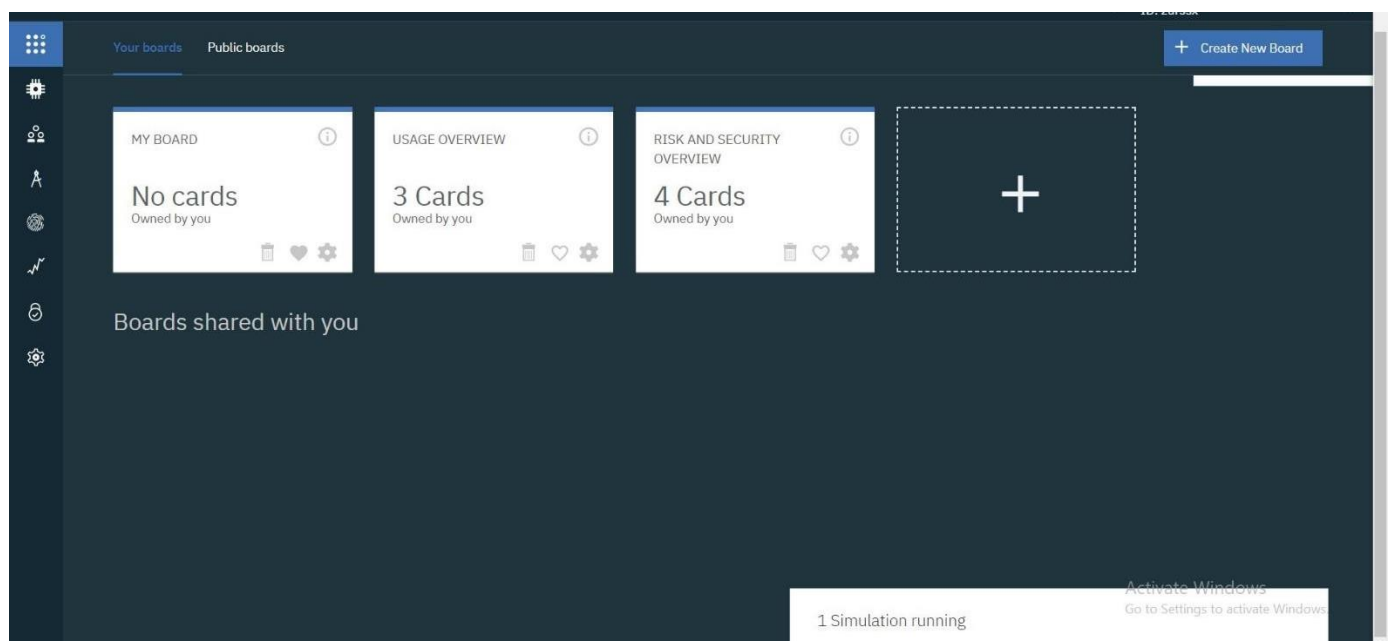 Your boards
Public boards
+ Create New Board
MY BOARD
USAGE OVERVIEW
RISK AND SECURITY
OVERVIEW
No cards
3 Cards
4 Cards
Owned by you
Owned by you
Owned by you
Boards shared with you
Activate Windows
Go to Settings to activate Windows.
1 Simulation running